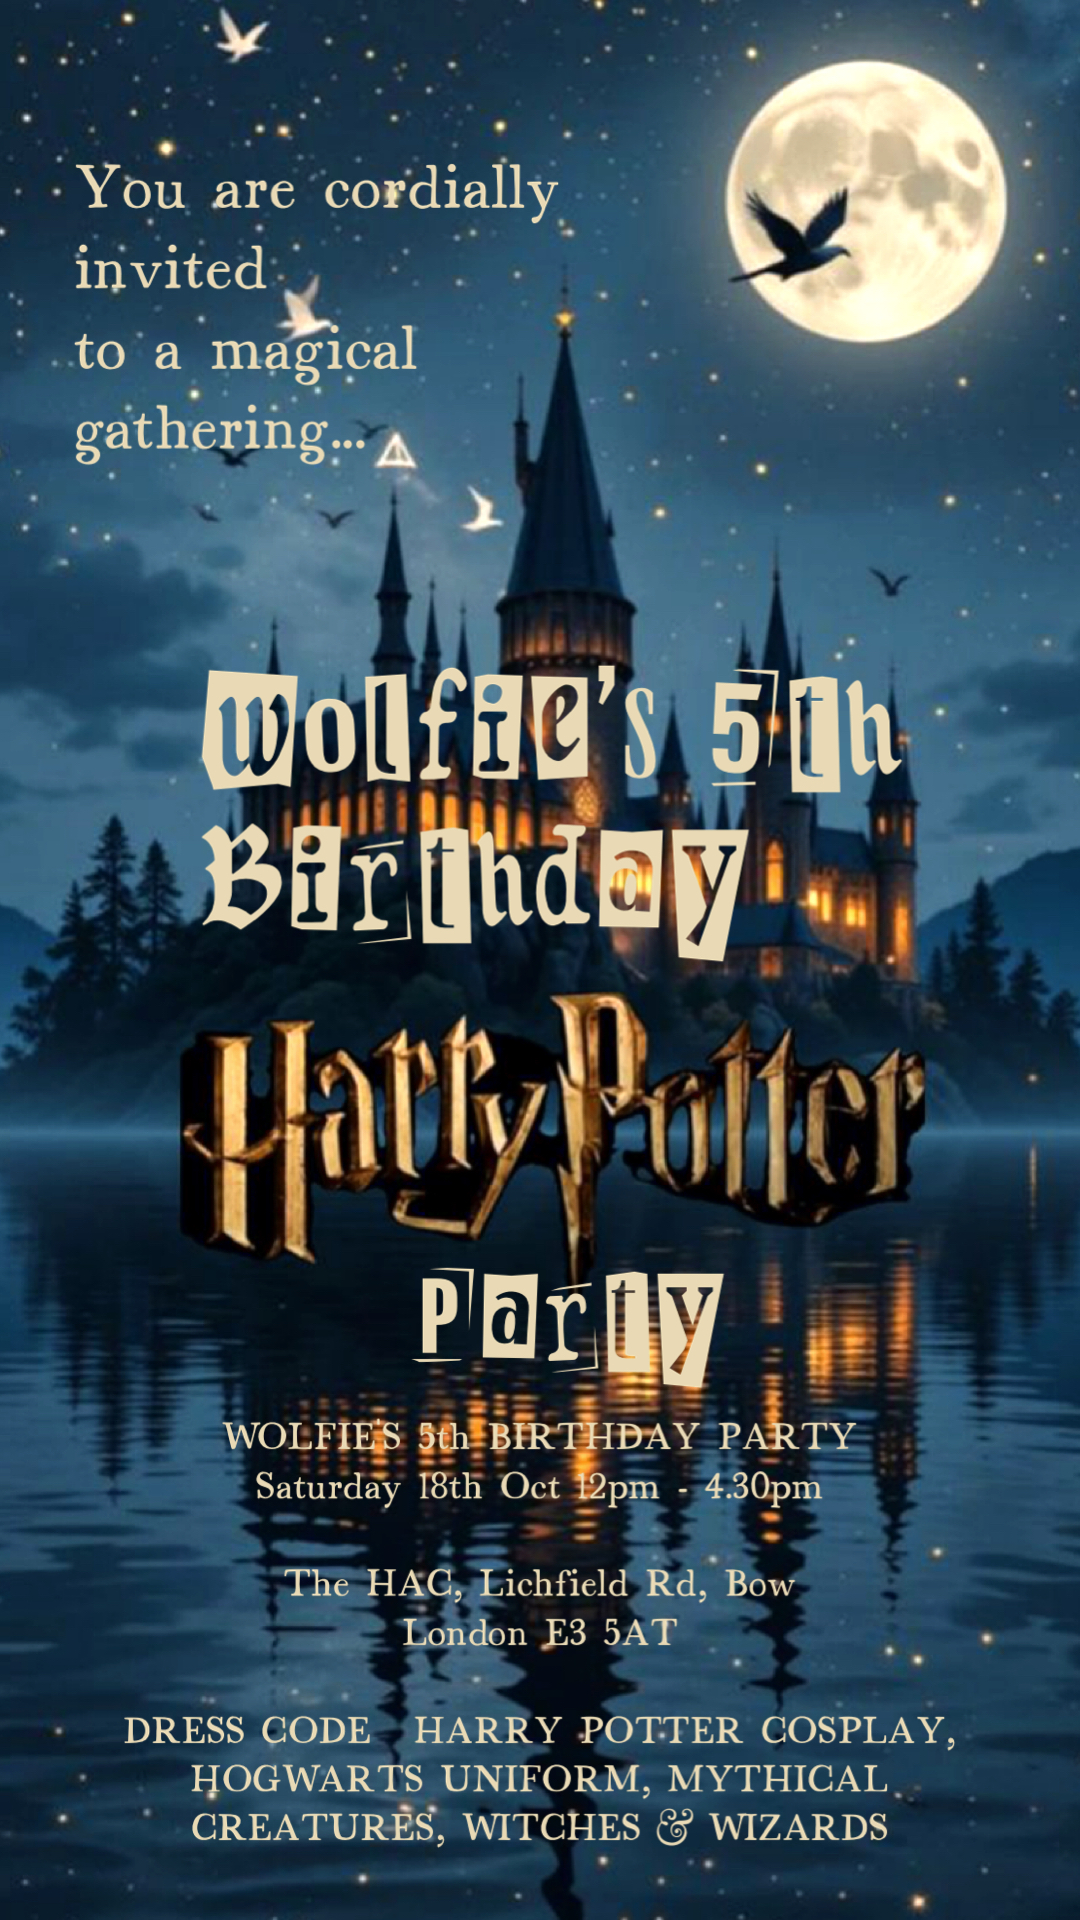 You are cordially
invited
to a magical
gathering...
Wolfie's 5th
Birthday
Harry Potter
Party
WOLFIE'S 5th BIRTHDAY PARTY
Saturday 18th Oct 12pm - 4.30pm
The HAC, Lichfield Rd, Bow
London E3 5AT
DRESS CODE HARRY POTTER COSPLAY,
HOGWARTS UNIFORM, MYTHICAL
CREATURES, WITCHES & WIZARDS